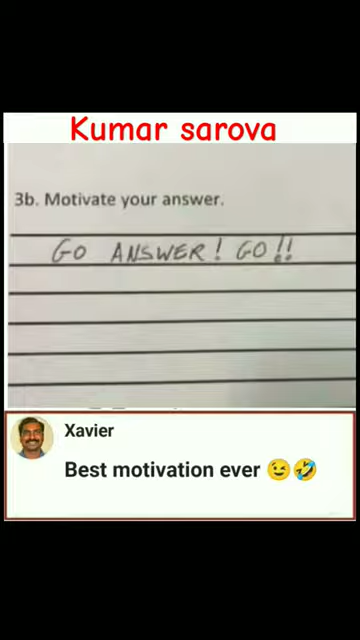 Kumar sarova
3b. Motivate your answer.
GO ANSWER! GO!!
Xavier
Best motivation ever 😉🤣